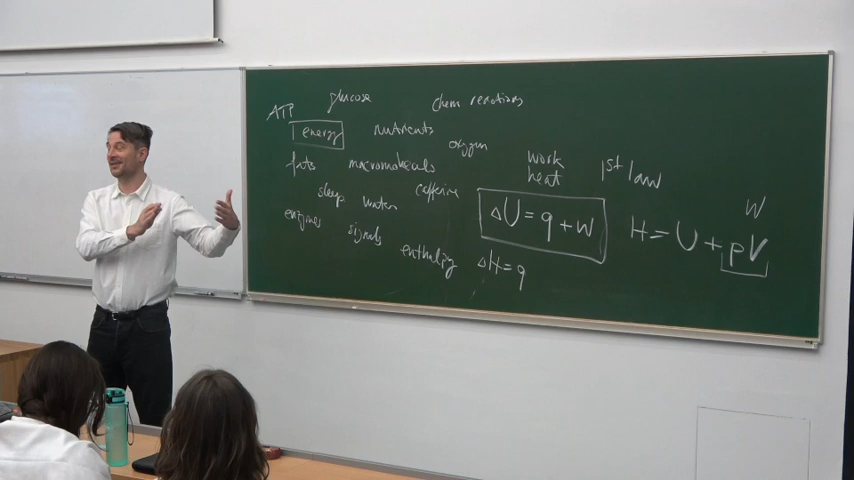 ATP glucose chem reactions
energy nutrients oxygen
fats macromolecules
work
heat
1st law
sleep water caffeine
enzymes signals
ΔU = q + w
H = U + pV
W
enthalpy ΔH = q